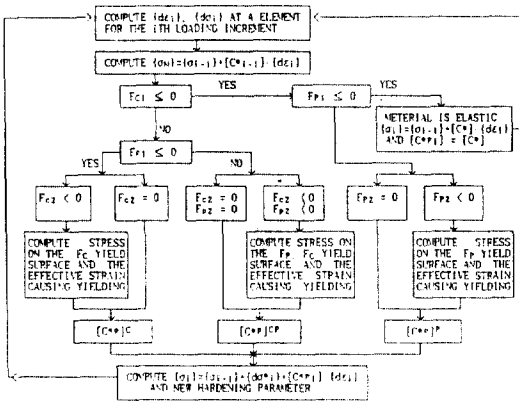 COMPUTE {dεi}, {dσi} AT A ELEMENT
FOR THE iTH LOADING INCREMENT
COMPUTE {σN}={σi-1}+[C*i-1]·{dεi}
FC1 ≤ 0
YES
FP1 ≤ 0
YES
METERIAL IS ELASTIC
{σi}={σi-1}+[C*]·{dεi}
AND [C*Pi] = [C*]
NO
FP1 ≤ 0
YES
NO
FC2 < 0
FC2 = 0
FC2 = 0
FP2 = 0
FC2 < 0
FP2 < 0
FP2 = 0
FP2 < 0
COMPUTE STRESS
ON THE FC YIELD
SURFACE AND THE
EFFECTIVE STRAIN
CAUSING YIELDING
COMPUTE STRESS ON
THE FP FC YIELD
SURFACE AND THE
EFFECTIVE STRAIN
CAUSING YIELDING
COMPUTE STRESS
ON THE FP YIELD
SURFACE AND THE
EFFECTIVE STRAIN
CAUSING YIELDING
[C*P]C
[C*P]CP
[C*P]P
COMPUTE {σi}={σi-1}+{dσ*i}+[C*Pi] {dεi}
AND NEW HARDENING PARAMETER